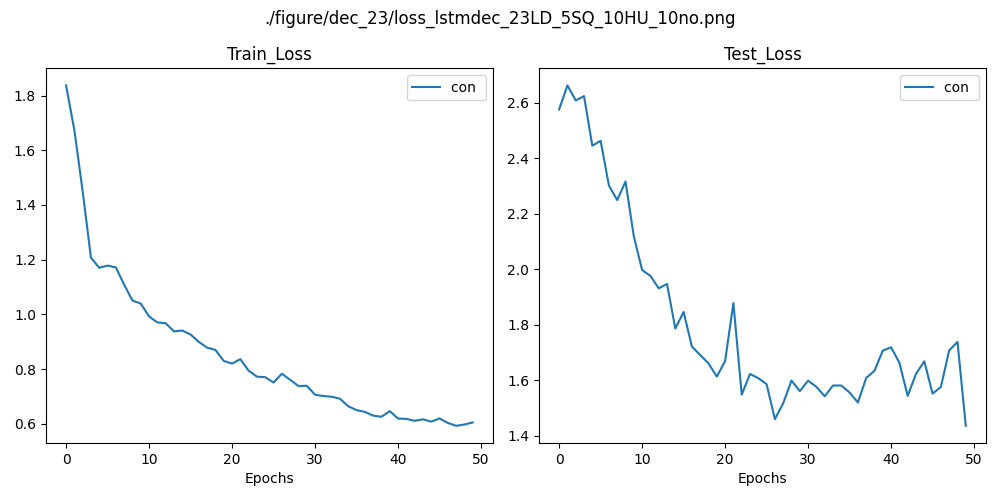 ./figure/dec_23/loss_lstmdec_23LD_5SQ_10HU_10no.png
Train_Loss
con
1.8
1.6
1.4
1.2
1.0
0.8
0.6
0 10 20 30 40 50
Epochs
Test_Loss
con
2.6
2.4
2.2
2.0
1.8
1.6
1.4
0 10 20 30 40 50
Epochs